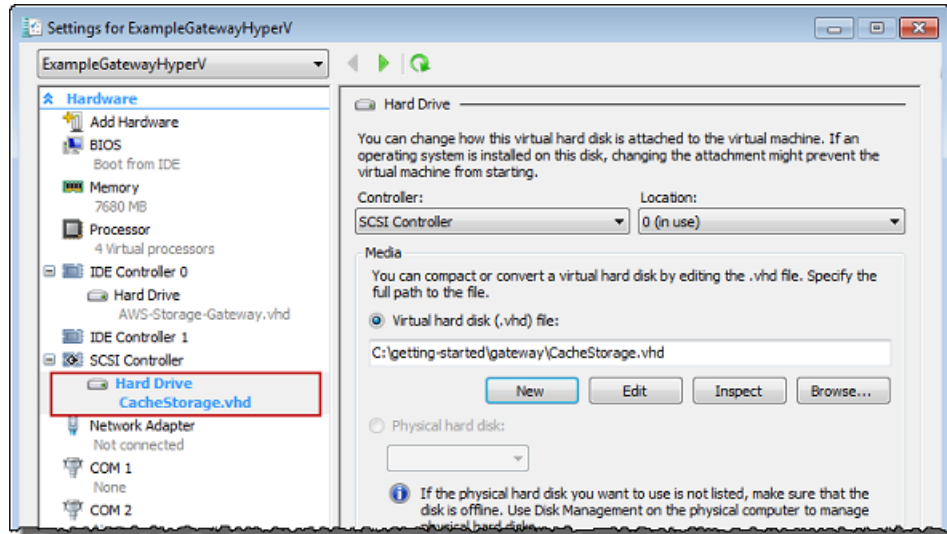 Settings for ExampleGatewayHyperV
ExampleGatewayHyperV
Hardware
Add Hardware
BIOS
Boot from IDE
Memory
7680 MB
Processor
4 Virtual processors
IDE Controller 0
Hard Drive
AWS-Storage-Gateway.vhd
IDE Controller 1
SCSI Controller
Hard Drive
CacheStorage.vhd
Network Adapter
Not connected
COM 1
None
COM 2
Hard Drive
You can change how this virtual hard disk is attached to the virtual machine. If an
operating system is installed on this disk, changing the attachment might prevent the
virtual machine from starting.
Controller:
Location:
SCSI Controller
0 (in use)
Media
You can compact or convert a virtual hard disk by editing the .vhd file. Specify the
full path to the file.
Virtual hard disk (.vhd) file:
C:\getting-started\gateway\CacheStorage.vhd
New
Edit
Inspect
Browse...
Physical hard disk:
If the physical hard disk you want to use is not listed, make sure that the
disk is offline. Use Disk Management on the physical computer to manage
physical hard disks.